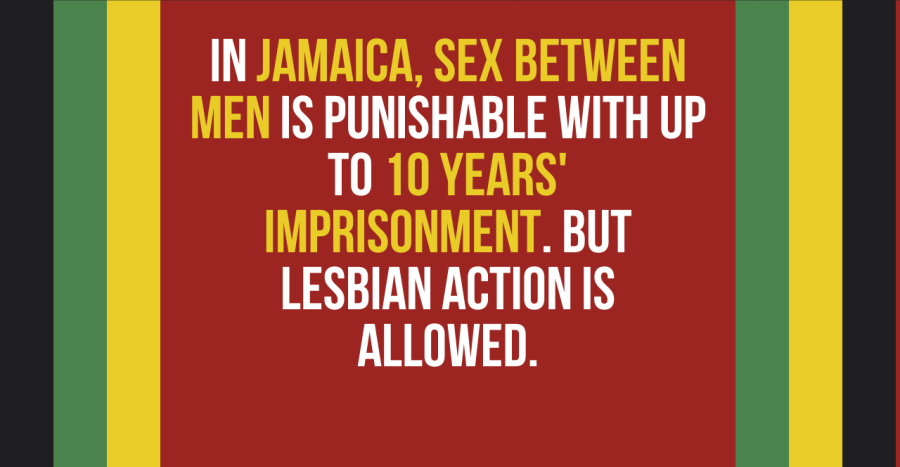 IN JAMAICA, SEX BETWEEN
MEN IS PUNISHABLE WITH UP
TO 10 YEARS'
IMPRISONMENT. BUT
LESBIAN ACTION IS
ALLOWED.